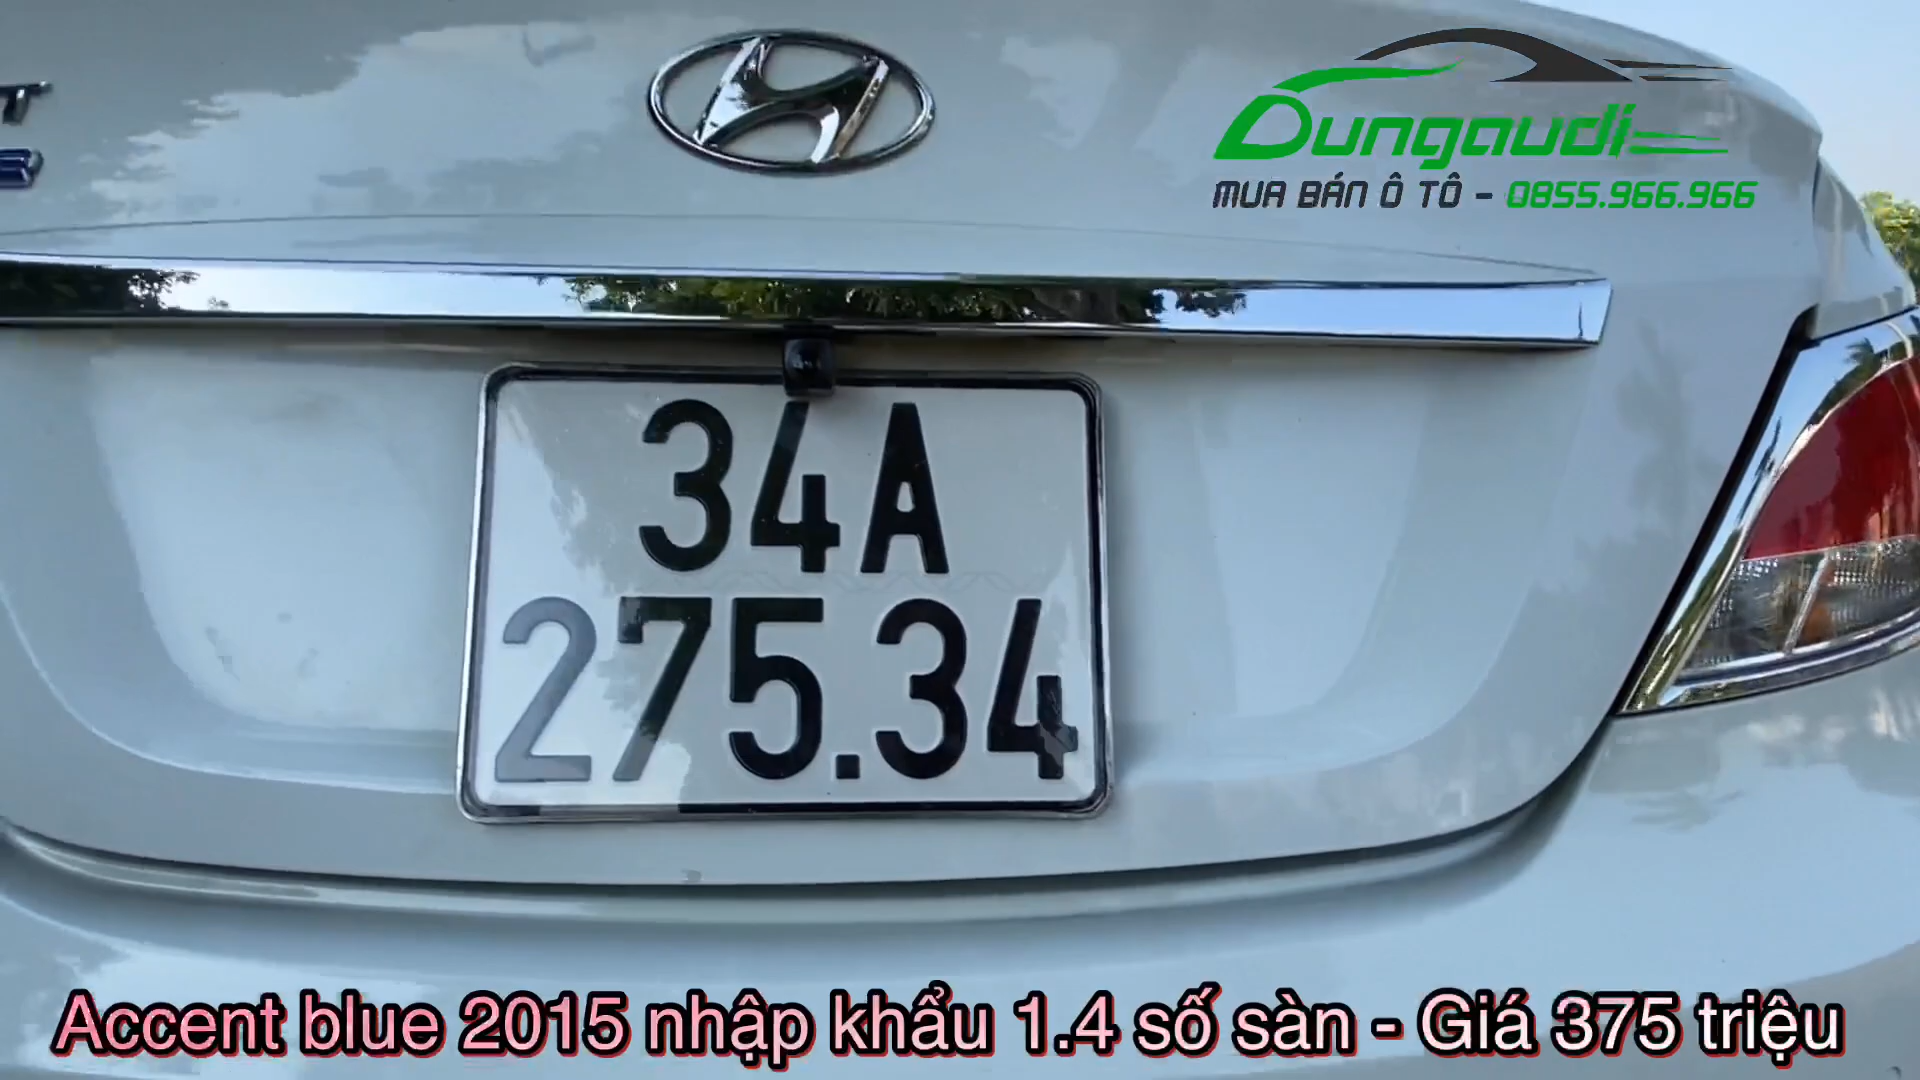 T
Dungaudi
MUA BÁN Ô TÔ - 0855.966.966
34A
275.34
Accent blue 2015 nhập khẩu 1.4 số sàn - Giá 375 triệu